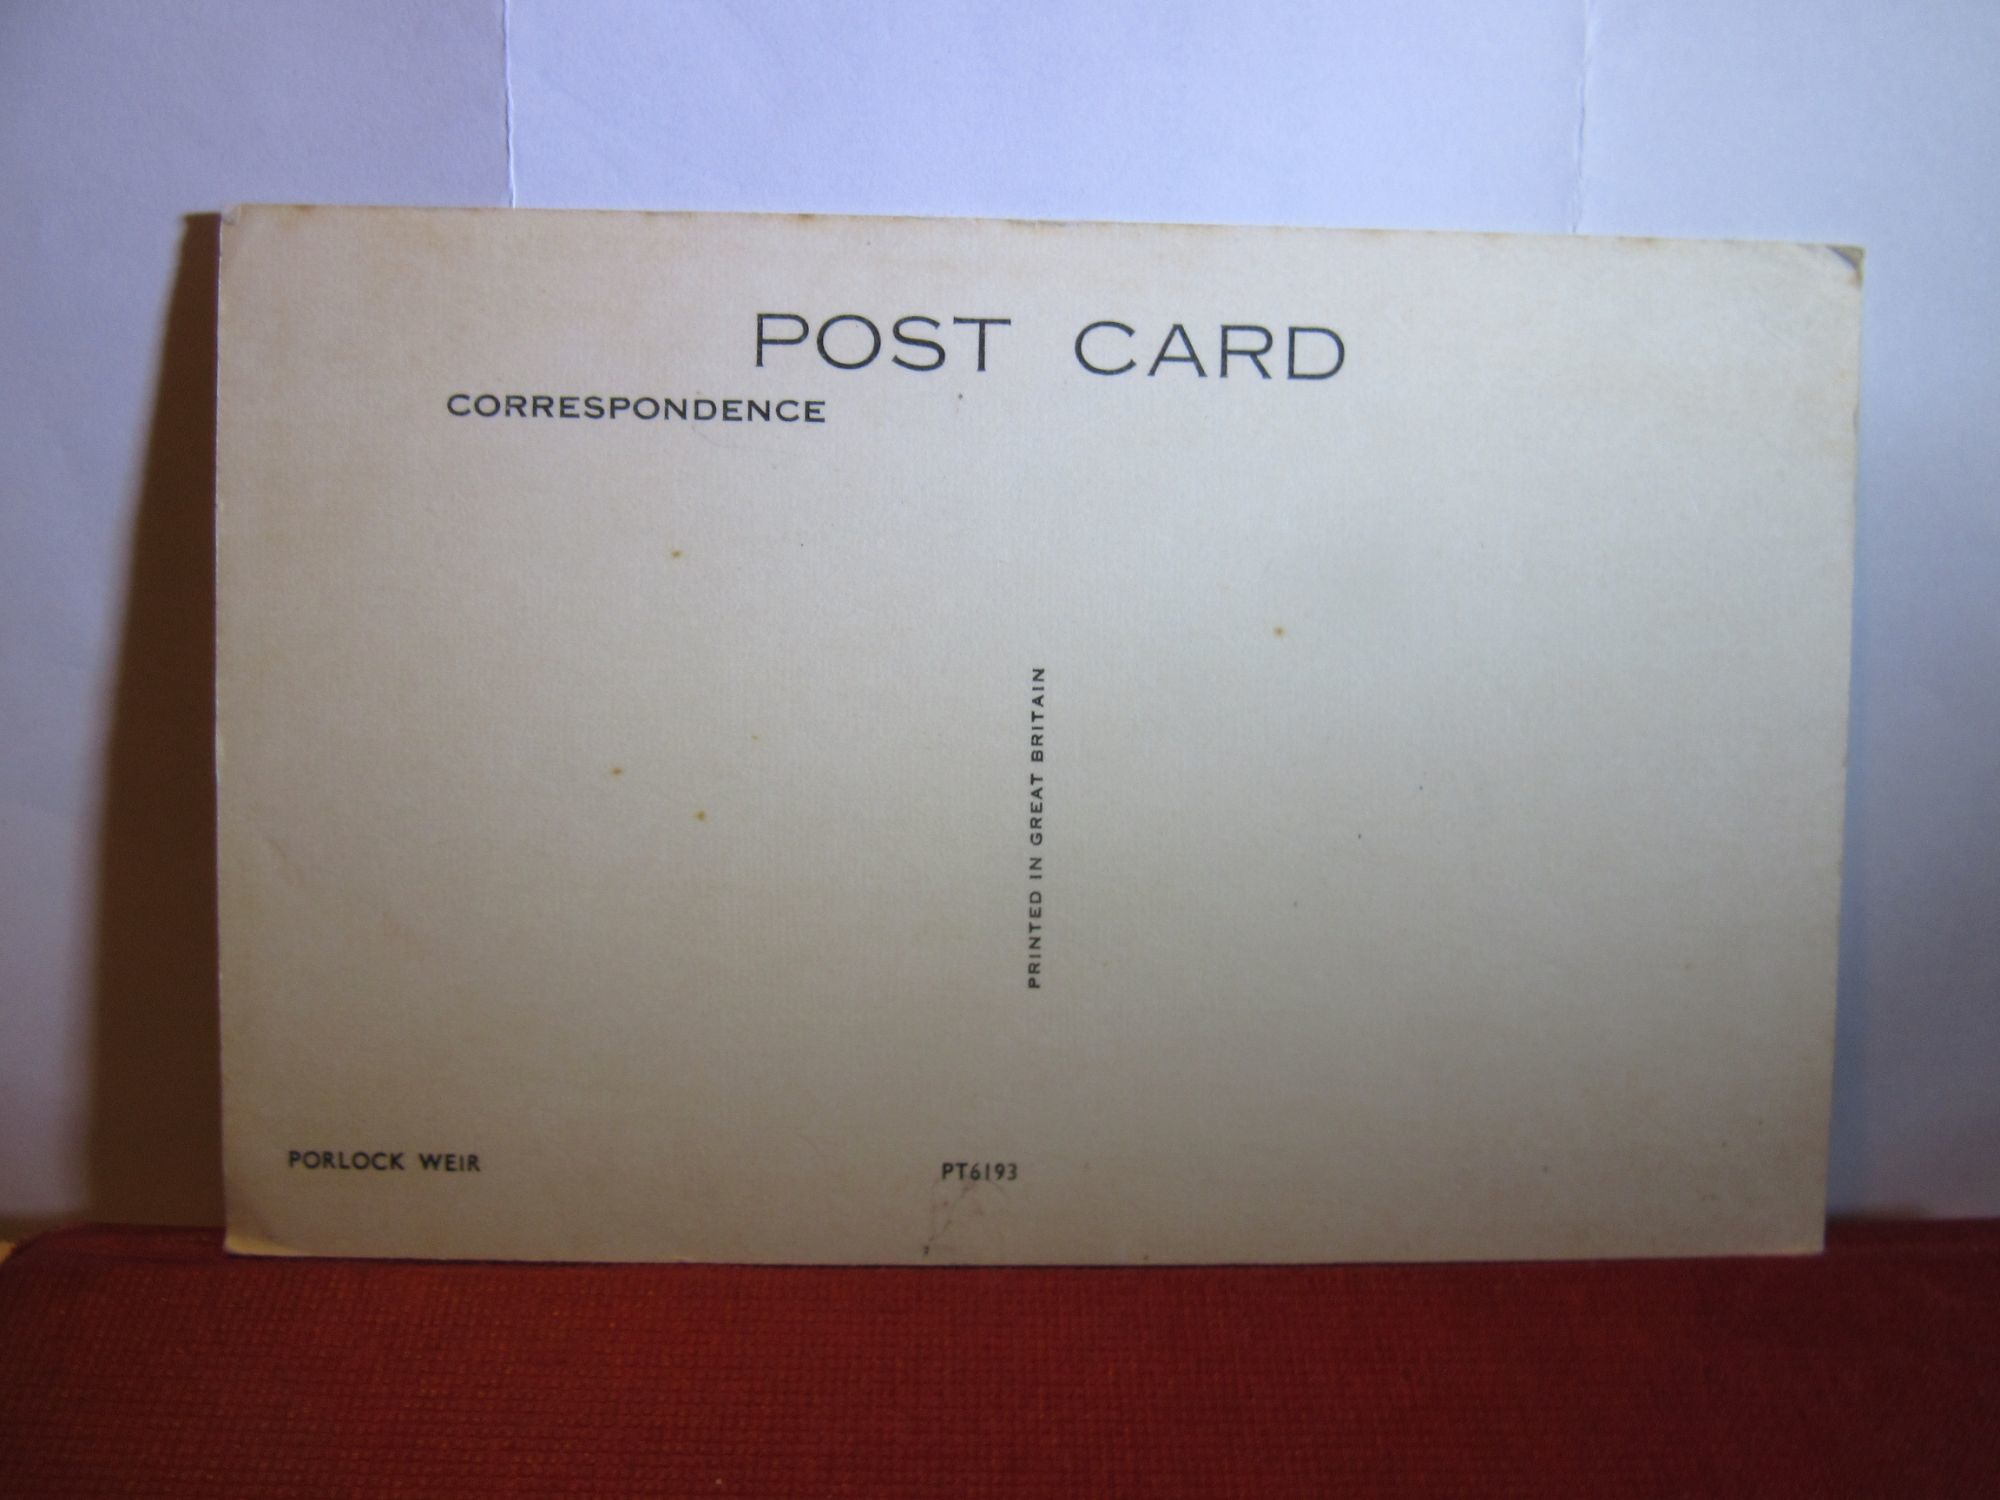 POST CARD
CORRESPONDENCE
PRINTED IN GREAT BRITAIN
PORLOCK WEIR
PT6193